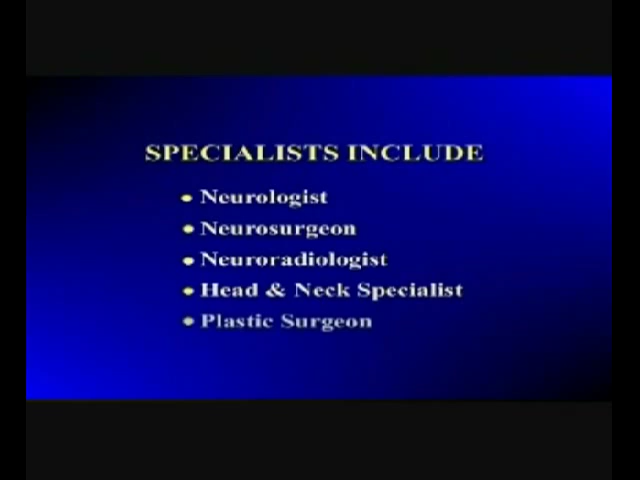 SPECIALISTS INCLUDE
• Neurologist
• Neurosurgeon
• Neuroradiologist
• Head & Neck Specialist
• Plastic Surgeon